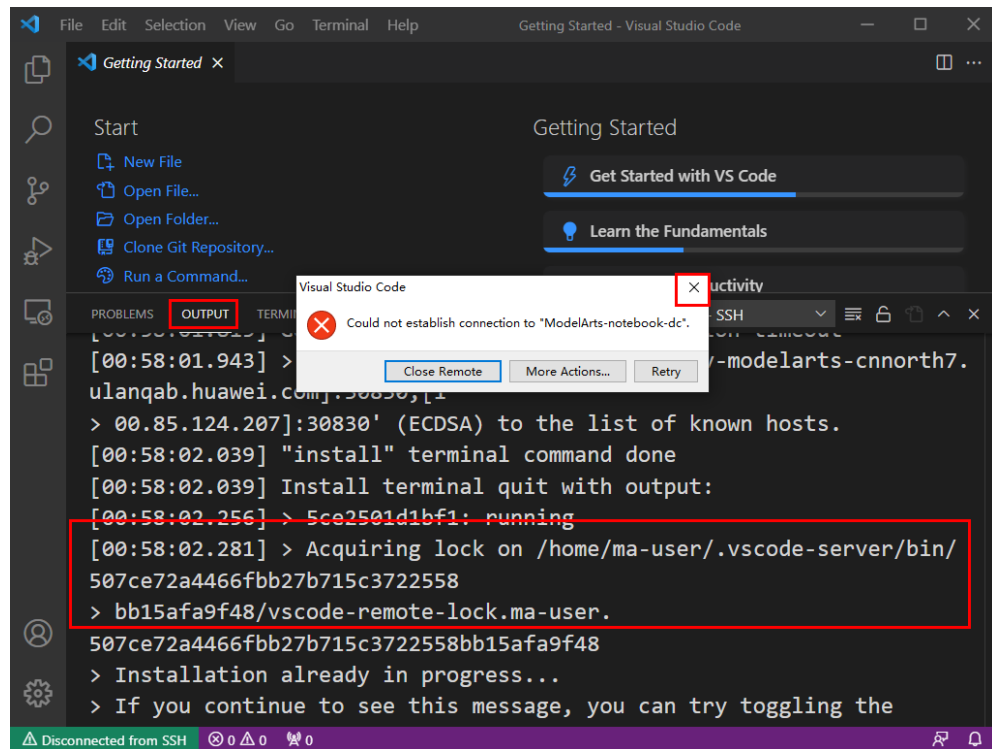 File Edit Selection View Go Terminal Help Getting Started - Visual Studio Code
Getting Started
Start
New File
Open File...
Open Folder...
Clone Git Repository...
Run a Command...
Getting Started
Get Started with VS Code
Learn the Fundamentals
uctivity
Visual Studio Code
Could not establish connection to "ModelArts-notebook-dc".
Close Remote More Actions... Retry
PROBLEMS OUTPUT TERMI SSH
[00:58:01.943] > -modelarts-cnnorth7.
ulanqab.huawei.com]:30830,[1
> 00.85.124.207]:30830' (ECDSA) to the list of known hosts.
[00:58:02.039] "install" terminal command done
[00:58:02.039] Install terminal quit with output:
[00:58:02.256] > 5ce2501d1bf1: running
[00:58:02.281] > Acquiring lock on /home/ma-user/.vscode-server/bin/
507ce72a4466fbb27b715c3722558
> bb15afa9f48/vscode-remote-lock.ma-user.
507ce72a4466fbb27b715c3722558bb15afa9f48
> Installation already in progress...
> If you continue to see this message, you can try toggling the
Disconnected from SSH 0 0 0